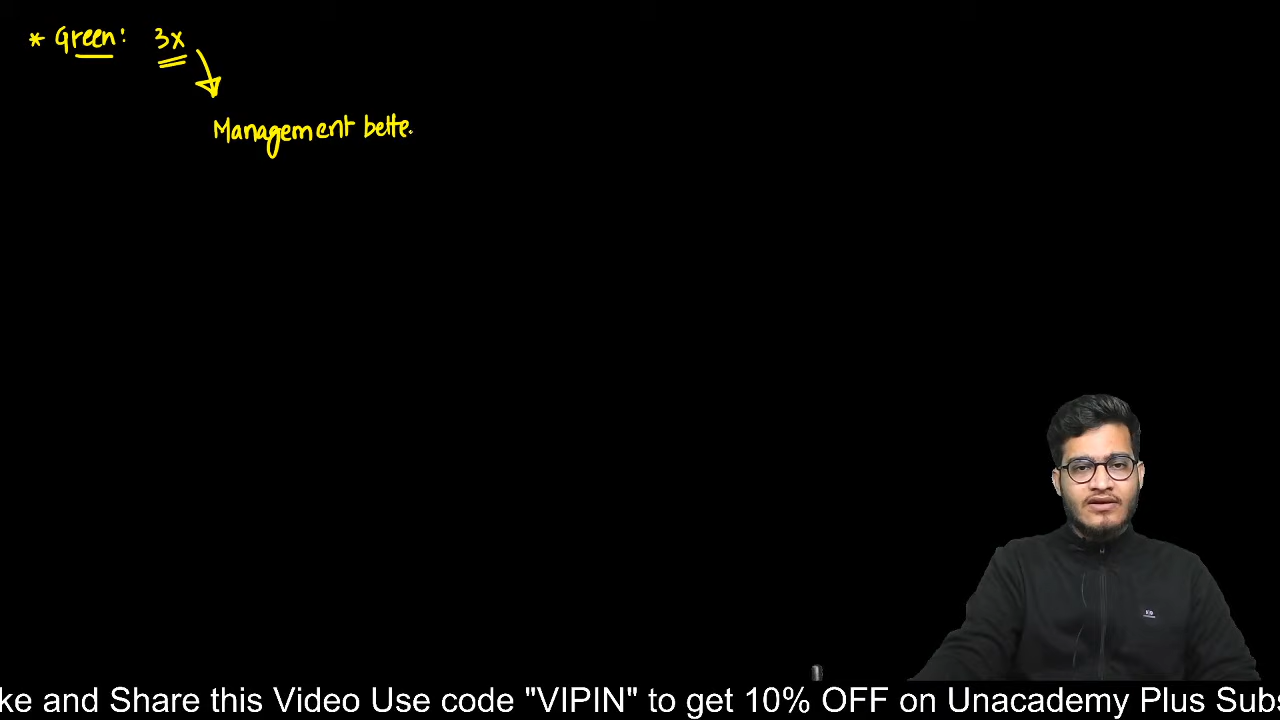 * Green: 3x
Management bette
ke and Share this Video Use code "VIPIN" to get 10% OFF on Unacademy Plus Subs